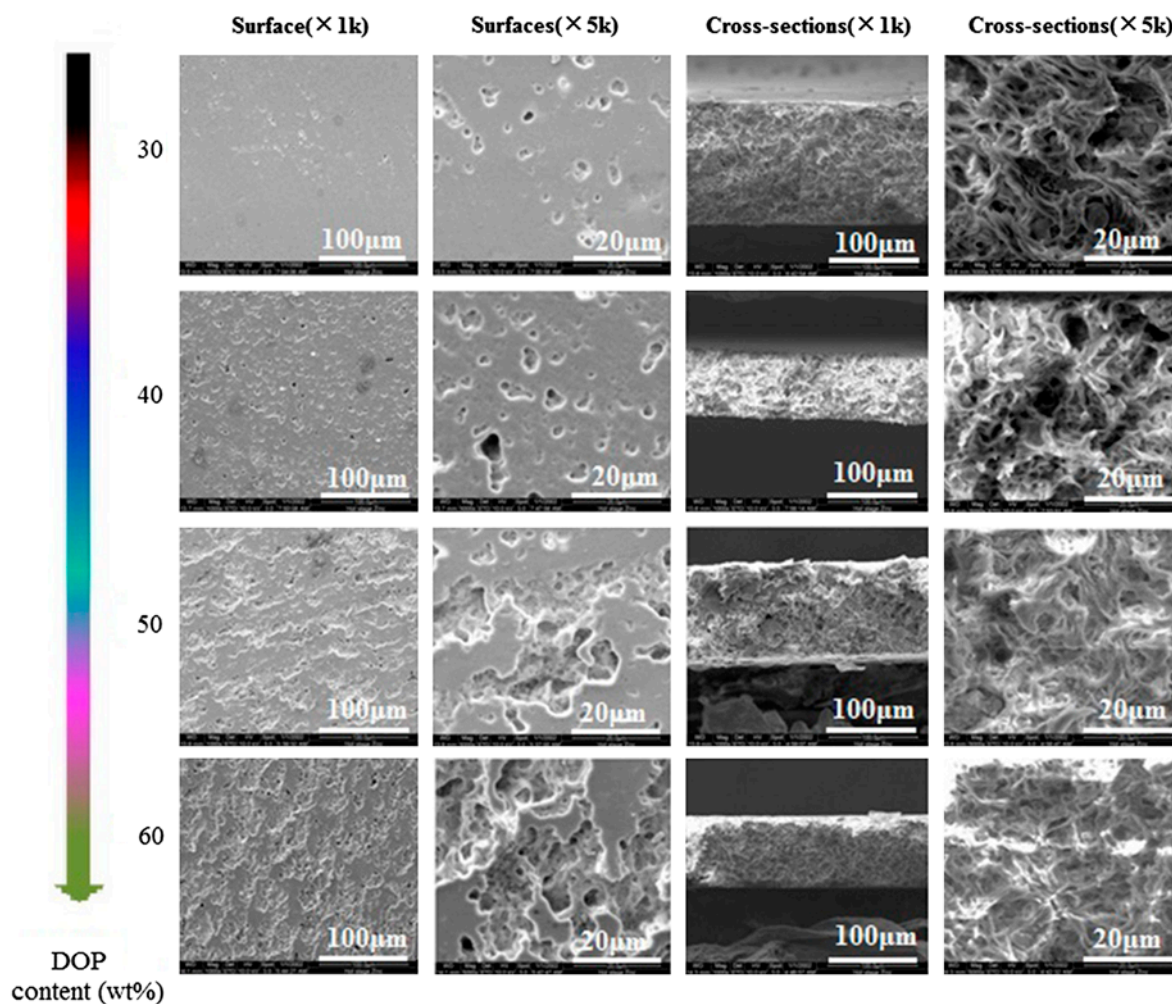 Surface(×1k) Surfaces(×5k) Cross-sections(×1k) Cross-sections(×5k)
30
100μm 20μm 100μm 20μm
40
100μm 20μm 100μm 20μm
50
100μm 20μm 100μm 20μm
60
100μm 20μm 100μm 20μm
DOP
content (wt%)